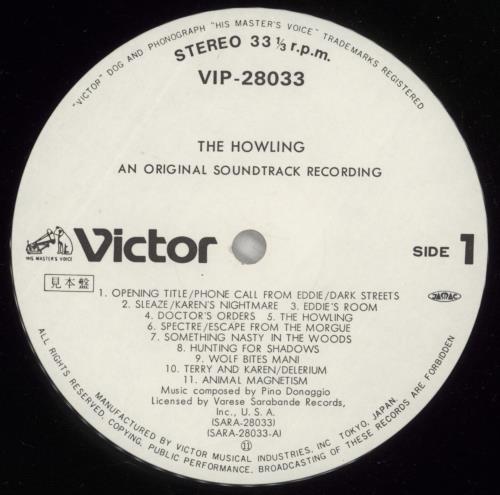 "VICTOR" DOG AND PHONOGRAPH "HIS MASTER'S VOICE" TRADEMARKS REGISTERED
STEREO 33 1/3 r.p.m.
VIP-28033
THE HOWLING
AN ORIGINAL SOUNDTRACK RECORDING
HIS MASTER'S VOICE
Victor
SIDE 1
見本盤
JASRAC
1. OPENING TITLE/PHONE CALL FROM EDDIE/DARK STREETS
2. SLEAZE/KAREN'S NIGHTMARE 3. EDDIE'S ROOM
4. DOCTOR'S ORDERS 5. THE HOWLING
6. SPECTRE/ESCAPE FROM THE MORGUE
7. SOMETHING NASTY IN THE WOODS
8. HUNTING FOR SHADOWS
9. WOLF BITES MAN!
10. TERRY AND KAREN/DELERIUM
11. ANIMAL MAGNETISM
Music composed by Pino Donaggio
Licensed by Varese Sarabande Records,
Inc., U. S. A.
(SARA-28033)
(SARA-28033-A)
11
ALL RIGHTS RESERVED. COPYING, PUBLIC PERFORMANCE, BROADCASTING OF THESE RECORDS ARE FORBIDDEN
MANUFACTURED BY VICTOR MUSICAL INDUSTRIES, INC. TOKYO, JAPAN